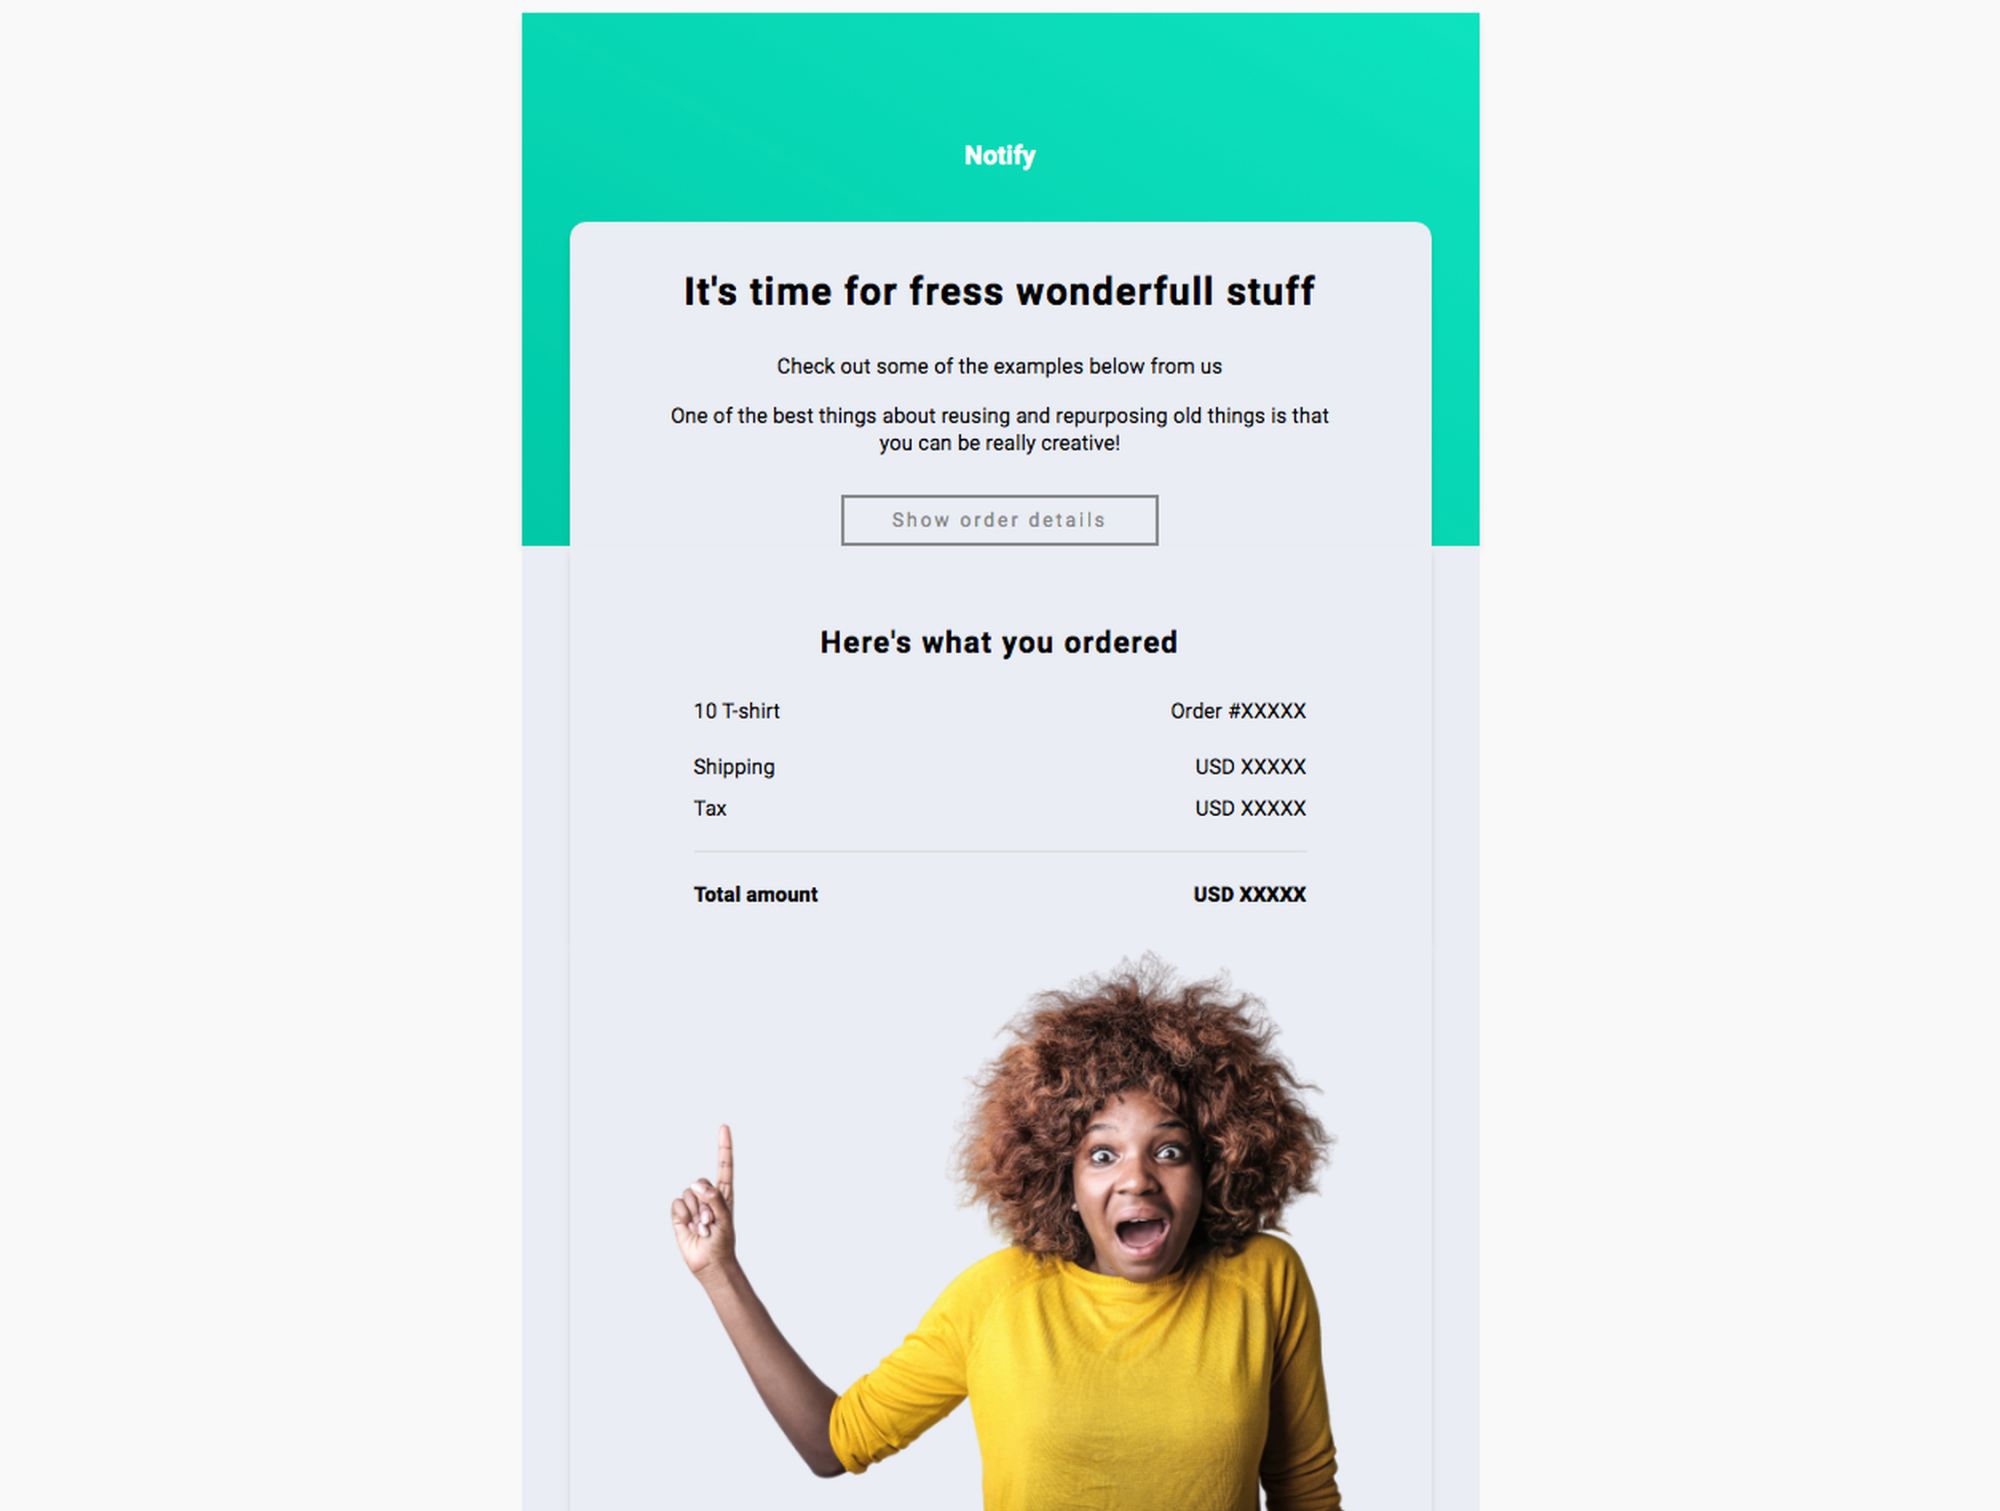 Notify
It's time for fress wonderfull stuff
Check out some of the examples below from us
One of the best things about reusing and repurposing old things is that
you can be really creative!
Show order details
Here's what you ordered
10 T-shirt Order #XXXXX
Shipping USD XXXXX
Tax USD XXXXX
Total amount USD XXXXX